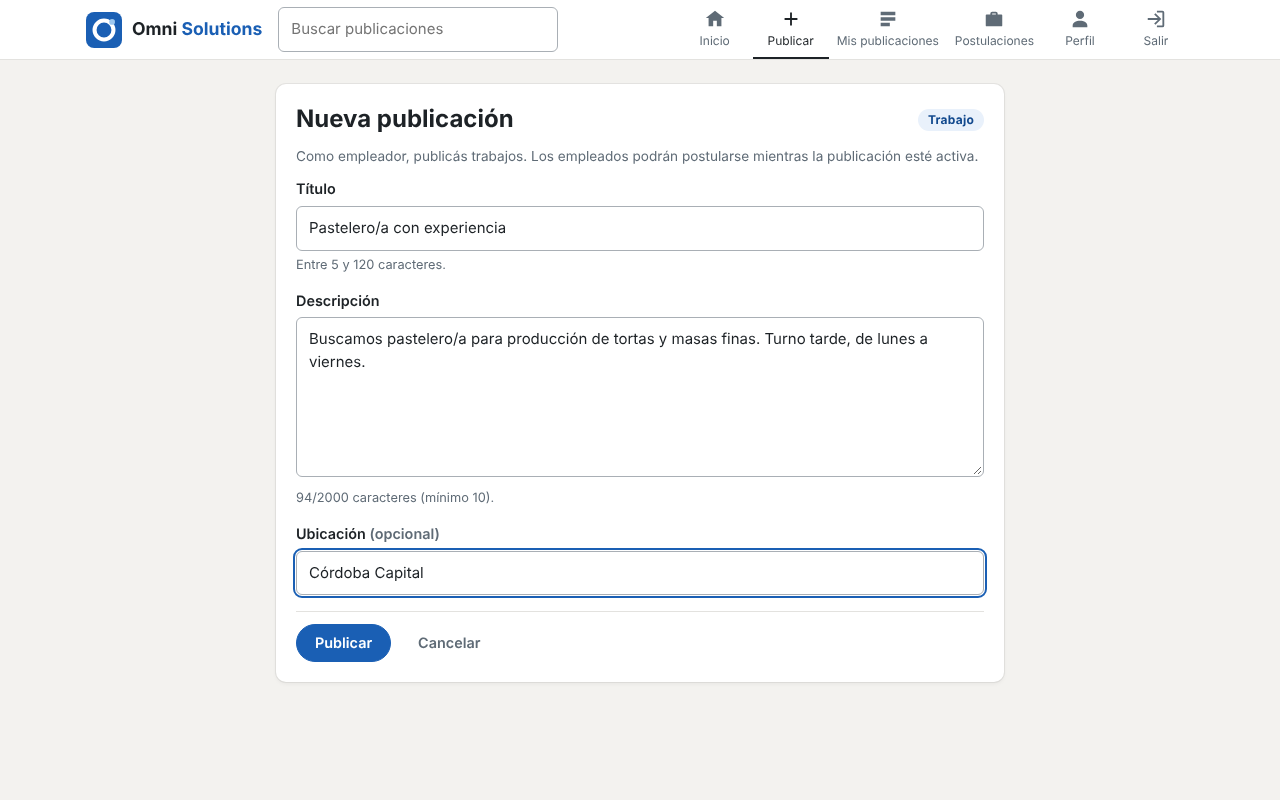 Omni Solutions
Buscar publicaciones
Inicio
Publicar
Mis publicaciones
Postulaciones
Perfil
Salir
Nueva publicación
Trabajo
Como empleador, publicás trabajos. Los empleados podrán postularse mientras la publicación esté activa.
Título
Pastelero/a con experiencia
Entre 5 y 120 caracteres.
Descripción
Buscamos pastelero/a para producción de tortas y masas finas. Turno tarde, de lunes a
viernes.
94/2000 caracteres (mínimo 10).
Ubicación (opcional)
Córdoba Capital
Publicar
Cancelar